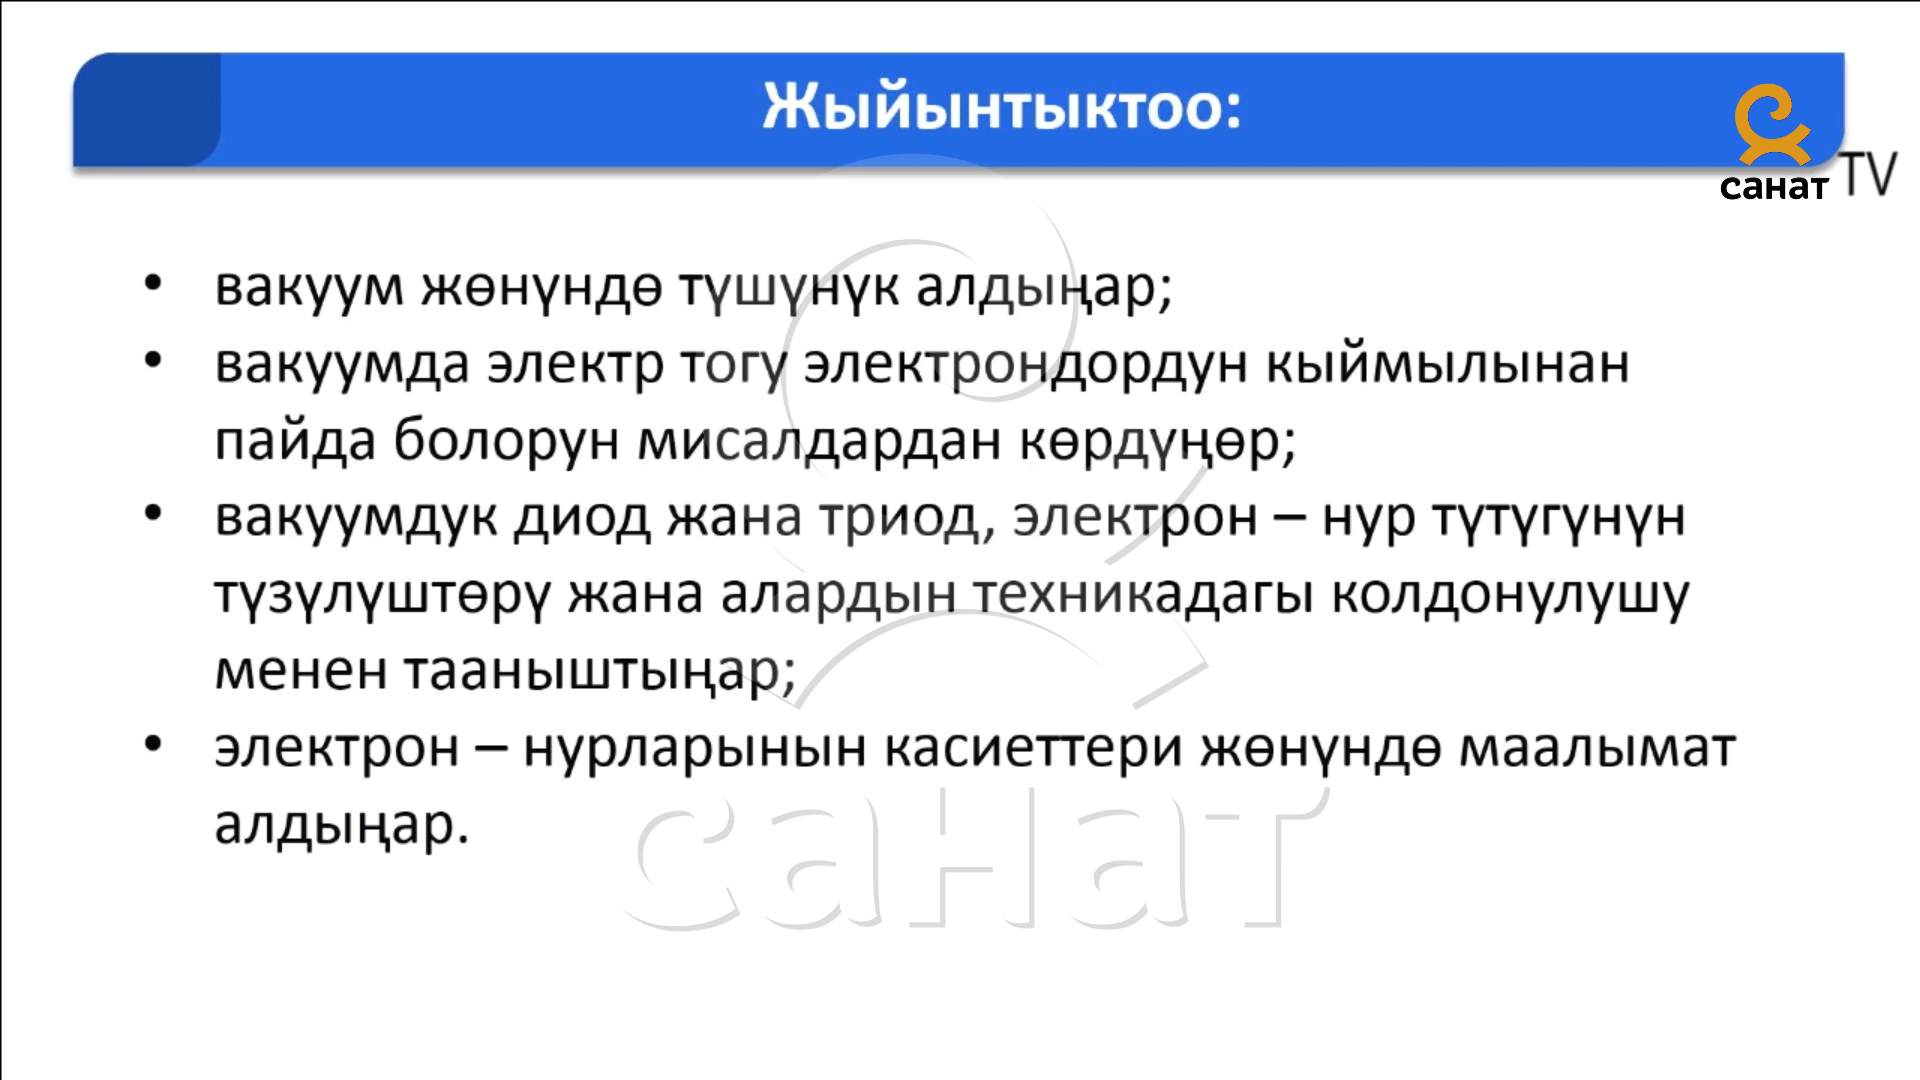 Жыйынтыктоо:
санат TV
• вакуум жөнүндө түшүнүк алдыңар;
• вакуумда электр тогу электрондордун кыймылынан
пайда болорун мисалдардан көрдүңөр;
• вакуумдук диод жана триод, электрон – нур түтүгүнүн
түзүлүштөрү жана алардын техникадагы колдонулушу
менен тааныштыңар;
• электрон – нурларынын касиеттери жөнүндө маалымат
алдыңар.
санат